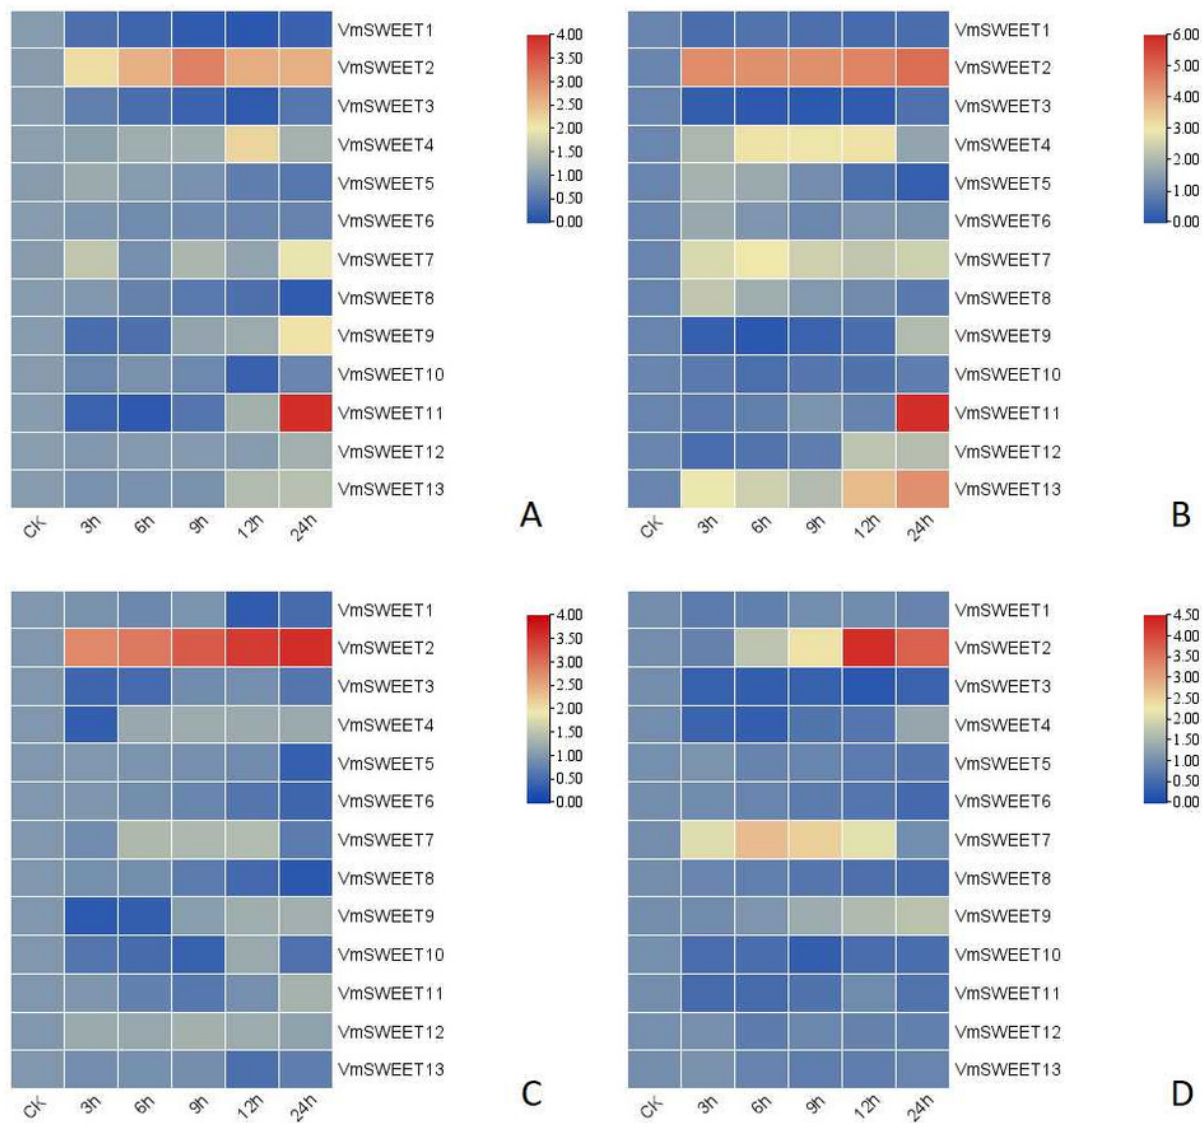 VmSWEET1
VmSWEET2
VmSWEET3
VmSWEET4
VmSWEET5
VmSWEET6
VmSWEET7
VmSWEET8
VmSWEET9
VmSWEET10
VmSWEET11
VmSWEET12
VmSWEET13
4.00
3.50
3.00
2.50
2.00
1.50
1.00
0.50
0.00
CK 3h 6h 9h 12h 24h
A
VmSWEET1
VmSWEET2
VmSWEET3
VmSWEET4
VmSWEET5
VmSWEET6
VmSWEET7
VmSWEET8
VmSWEET9
VmSWEET10
VmSWEET11
VmSWEET12
VmSWEET13
6.00
5.00
4.00
3.00
2.00
1.00
0.00
CK 3h 6h 9h 12h 24h
B
VmSWEET1
VmSWEET2
VmSWEET3
VmSWEET4
VmSWEET5
VmSWEET6
VmSWEET7
VmSWEET8
VmSWEET9
VmSWEET10
VmSWEET11
VmSWEET12
VmSWEET13
4.00
3.50
3.00
2.50
2.00
1.50
1.00
0.50
0.00
CK 3h 6h 9h 12h 24h
C
VmSWEET1
VmSWEET2
VmSWEET3
VmSWEET4
VmSWEET5
VmSWEET6
VmSWEET7
VmSWEET8
VmSWEET9
VmSWEET10
VmSWEET11
VmSWEET12
VmSWEET13
4.50
4.00
3.50
3.00
2.50
2.00
1.50
1.00
0.50
0.00
CK 3h 6h 9h 12h 24h
D